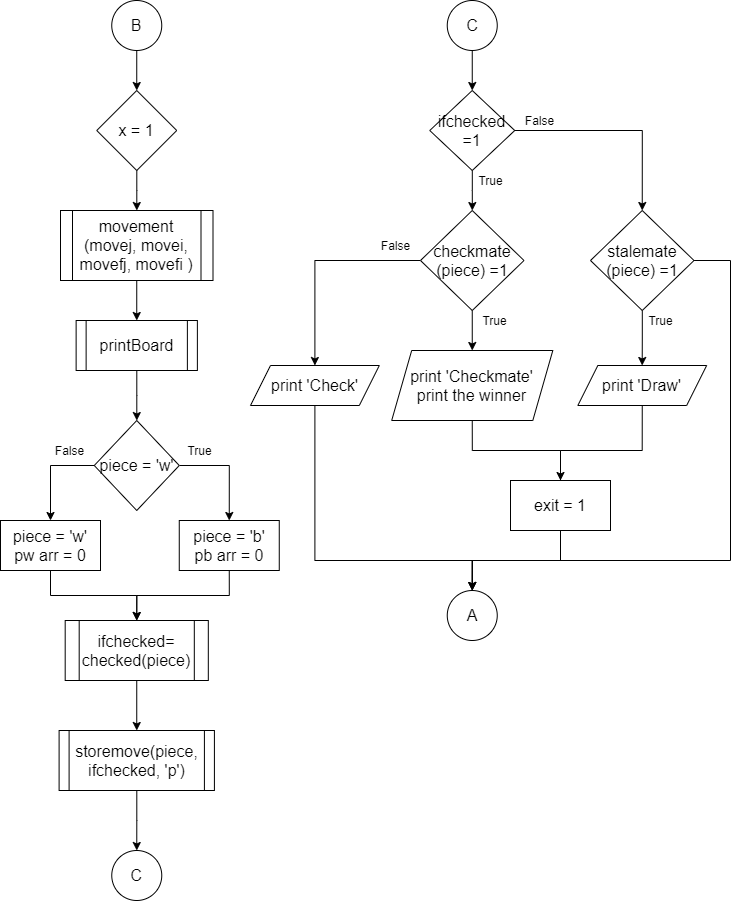 B
x = 1
movement
(movej, movei,
movefj, movefi )
printBoard
False
True
piece = 'w'
piece = 'w'
pw arr = 0
piece = 'b'
pb arr = 0
ifchecked=
checked(piece)
storemove(piece,
ifchecked, 'p')
C
C
ifchecked
=1
False
True
False
checkmate
(piece) =1
stalemate
(piece) =1
True
True
print 'Check'
print 'Checkmate'
print the winner
print 'Draw'
exit = 1
A